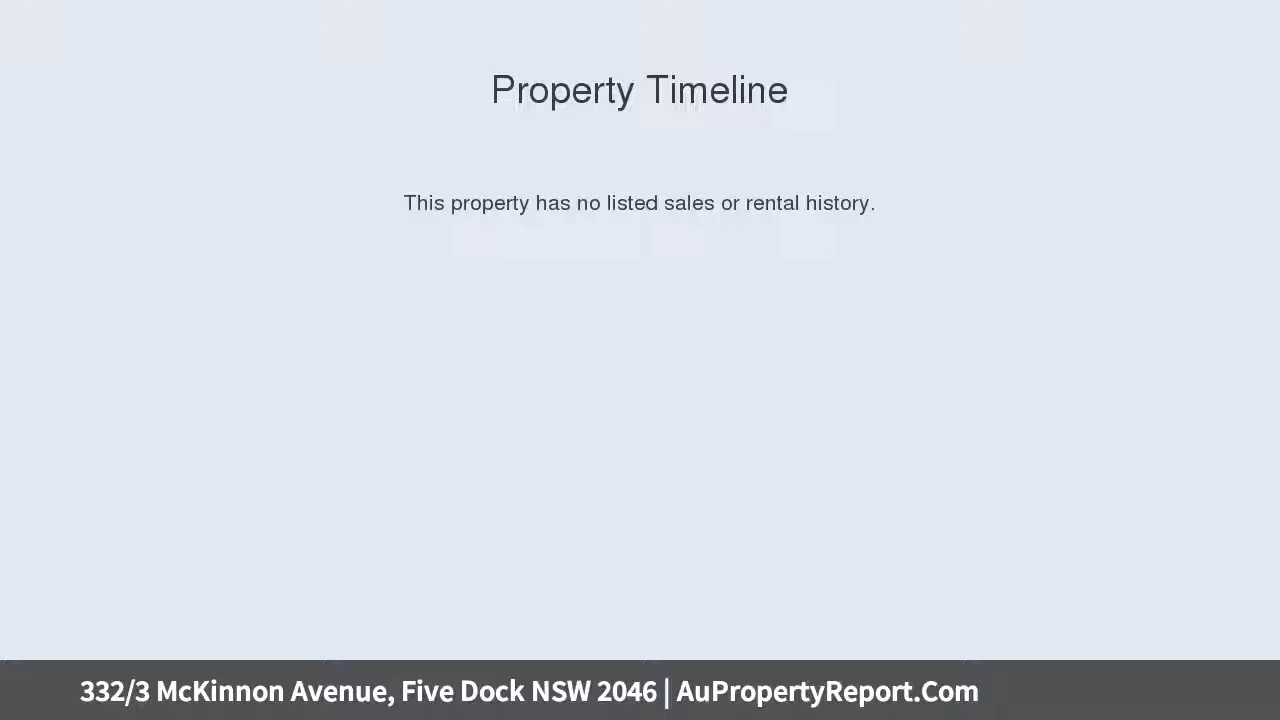 Property Timeline
This property has no listed sales or rental history.
332/3 McKinnon Avenue, Five Dock NSW 2046 | AuPropertyReport.Com